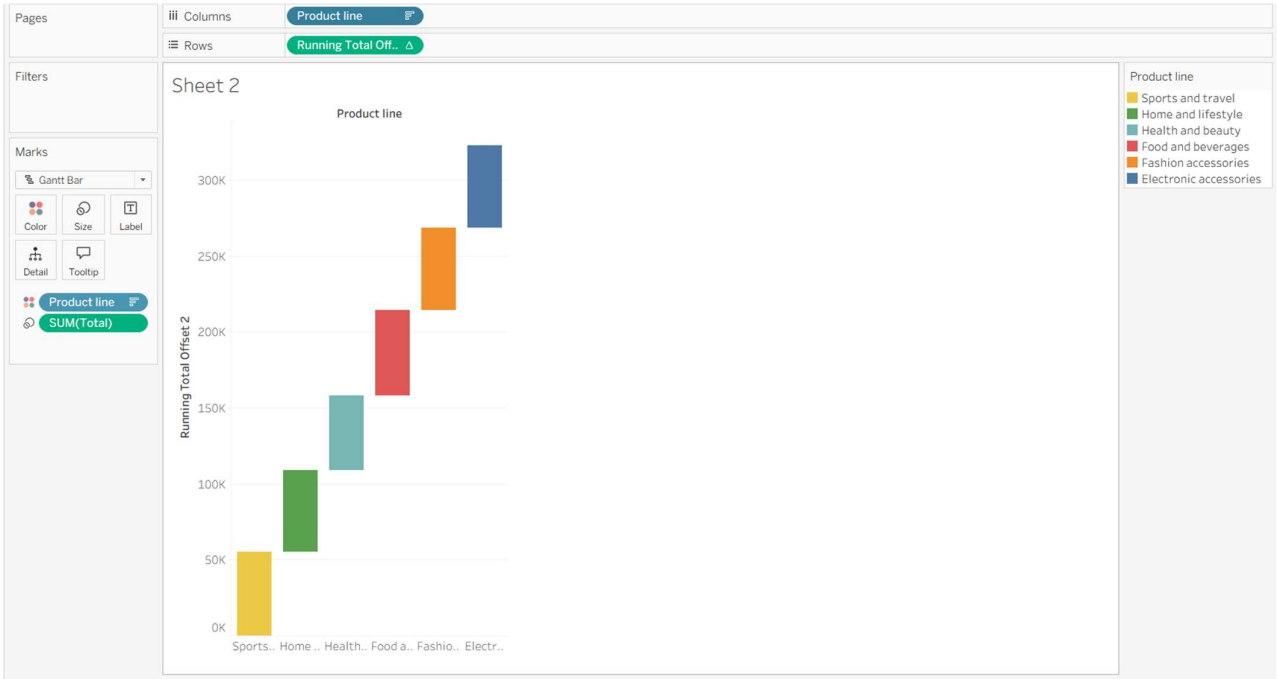 Pages
Columns
Product line
Rows
Running Total Off..
Filters
Marks
Gantt Bar
Color
Size
Label
Detail
Tooltip
Product line
SUM(Total)
Sheet 2
Product line
Running Total Offset 2
300K
250K
200K
150K
100K
50K
0K
Sports.. Home .. Health.. Food a.. Fashio.. Electr..
Product line
Sports and travel
Home and lifestyle
Health and beauty
Food and beverages
Fashion accessories
Electronic accessories